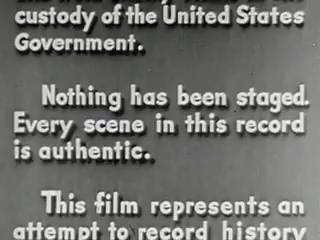 custody of the United States
Government.
Nothing has been staged.
Every scene in this record
is authentic.
This film represents an
attempt to record history